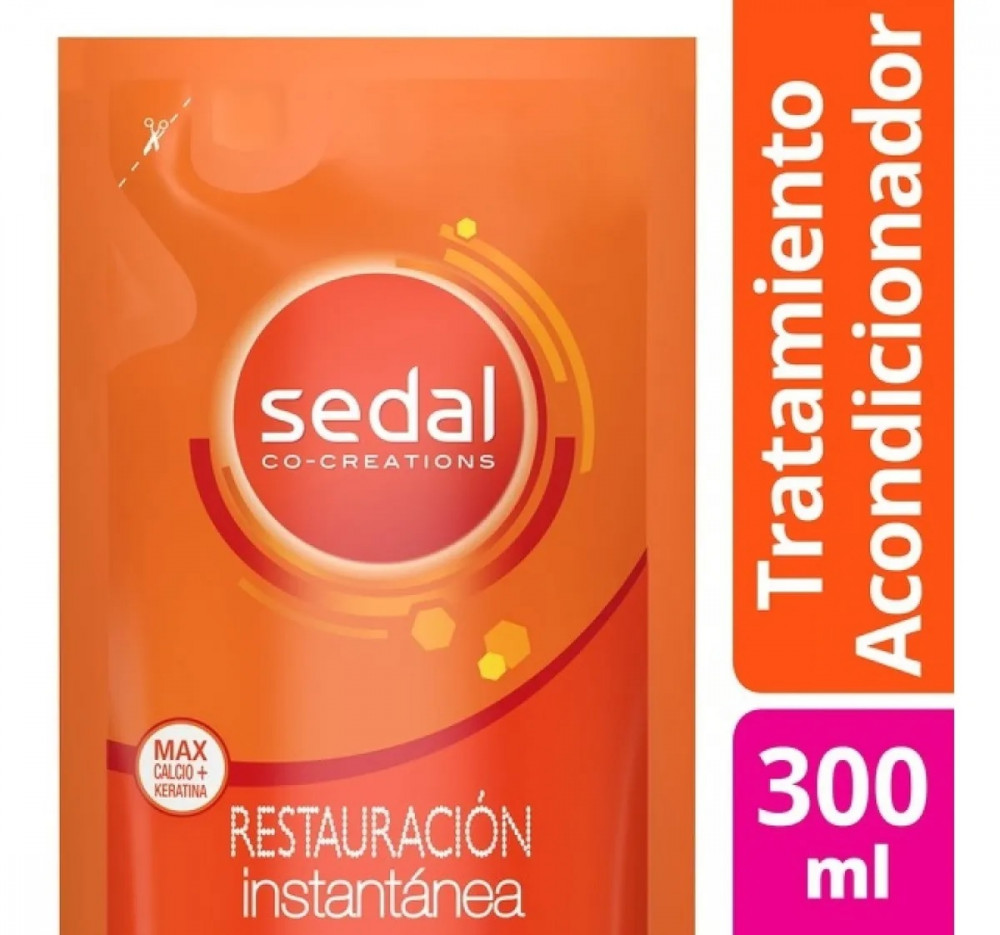 sedal
CO-CREATIONS
MAX
CALCIO +
KERATINA
RESTAURACIÓN
instantánea
Tratamiento
Acondicionador
300
ml